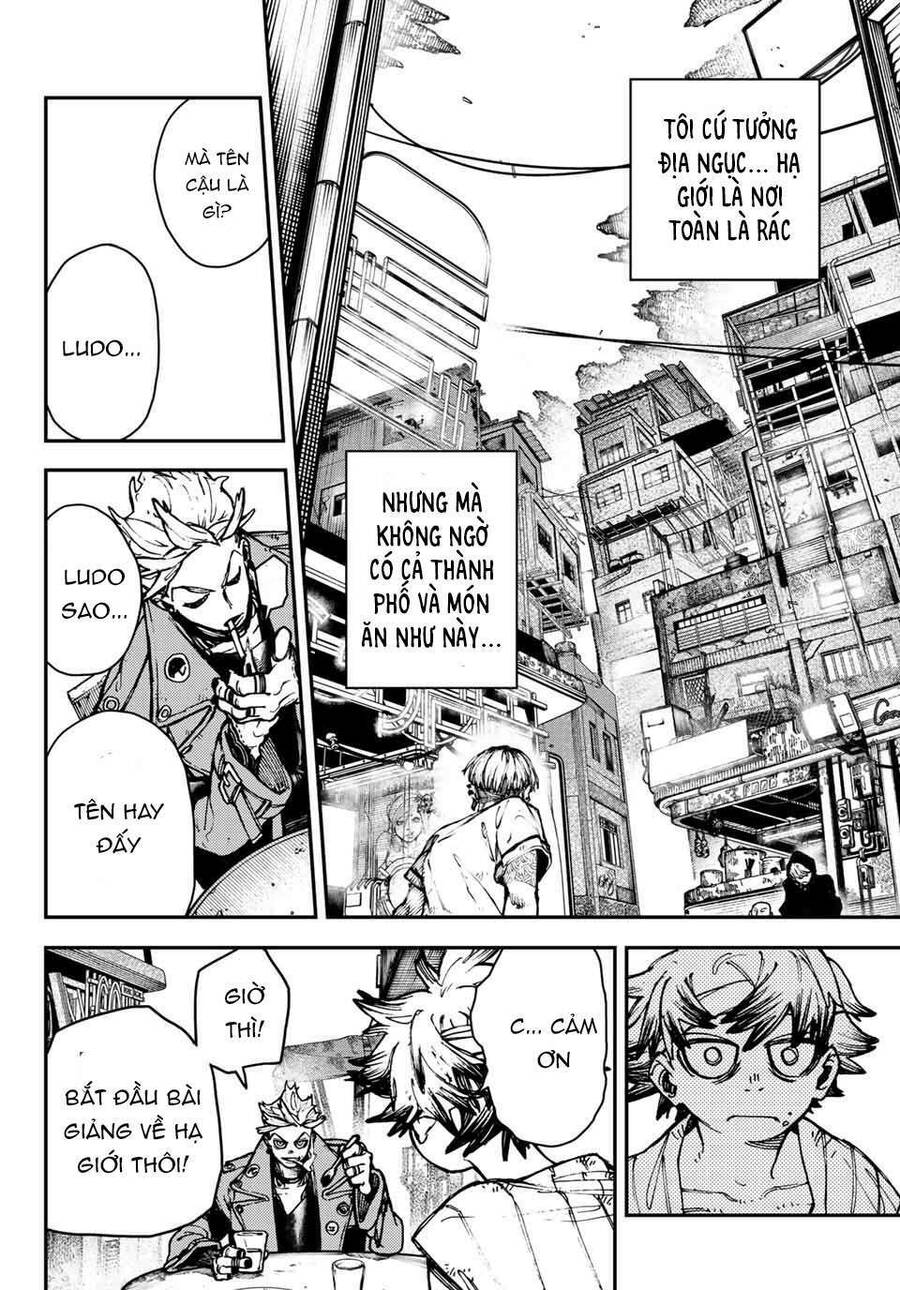 TÔI CỨ TƯỞNG
ĐỊA NGỤC... HẠ
GIỚI LÀ NƠI
TOÀN LÀ RÁC
NHƯNG MÀ
KHÔNG NGỜ
CÓ CẢ THÀNH
PHỐ VÀ MÓN
ĂN NHƯ NÀY...
MÀ TÊN
CẬU LÀ
GÌ?
LUDO...
LUDO
SAO...
TÊN HAY
ĐẤY
C... CẢM
ƠN
GIỜ
THÌ!
BẮT ĐẦU BÀI
GIẢNG VỀ HẠ
GIỚI THÔI!